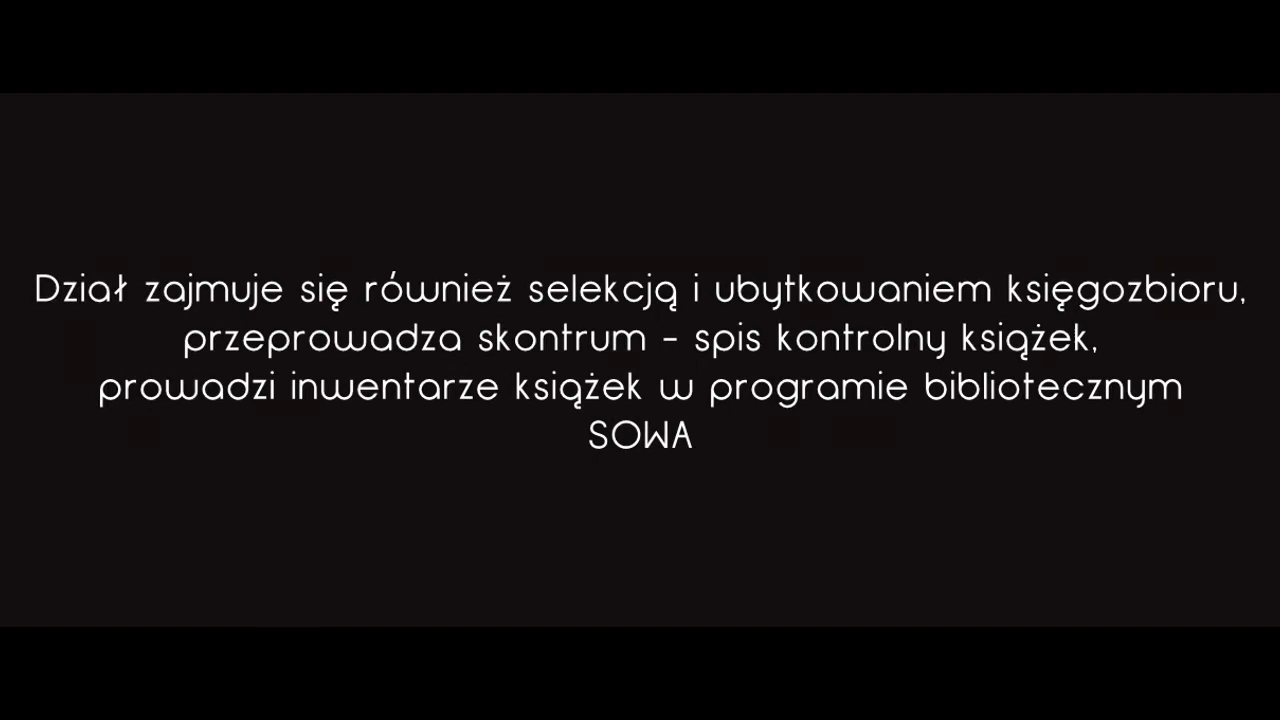 Dział zajmuje się również selekcją i ubytkowaniem księgozbioru,
przeprowadza skontrum - spis kontrolny książek,
prowadzi inwentarze książek w programie bibliotecznym
SOWA